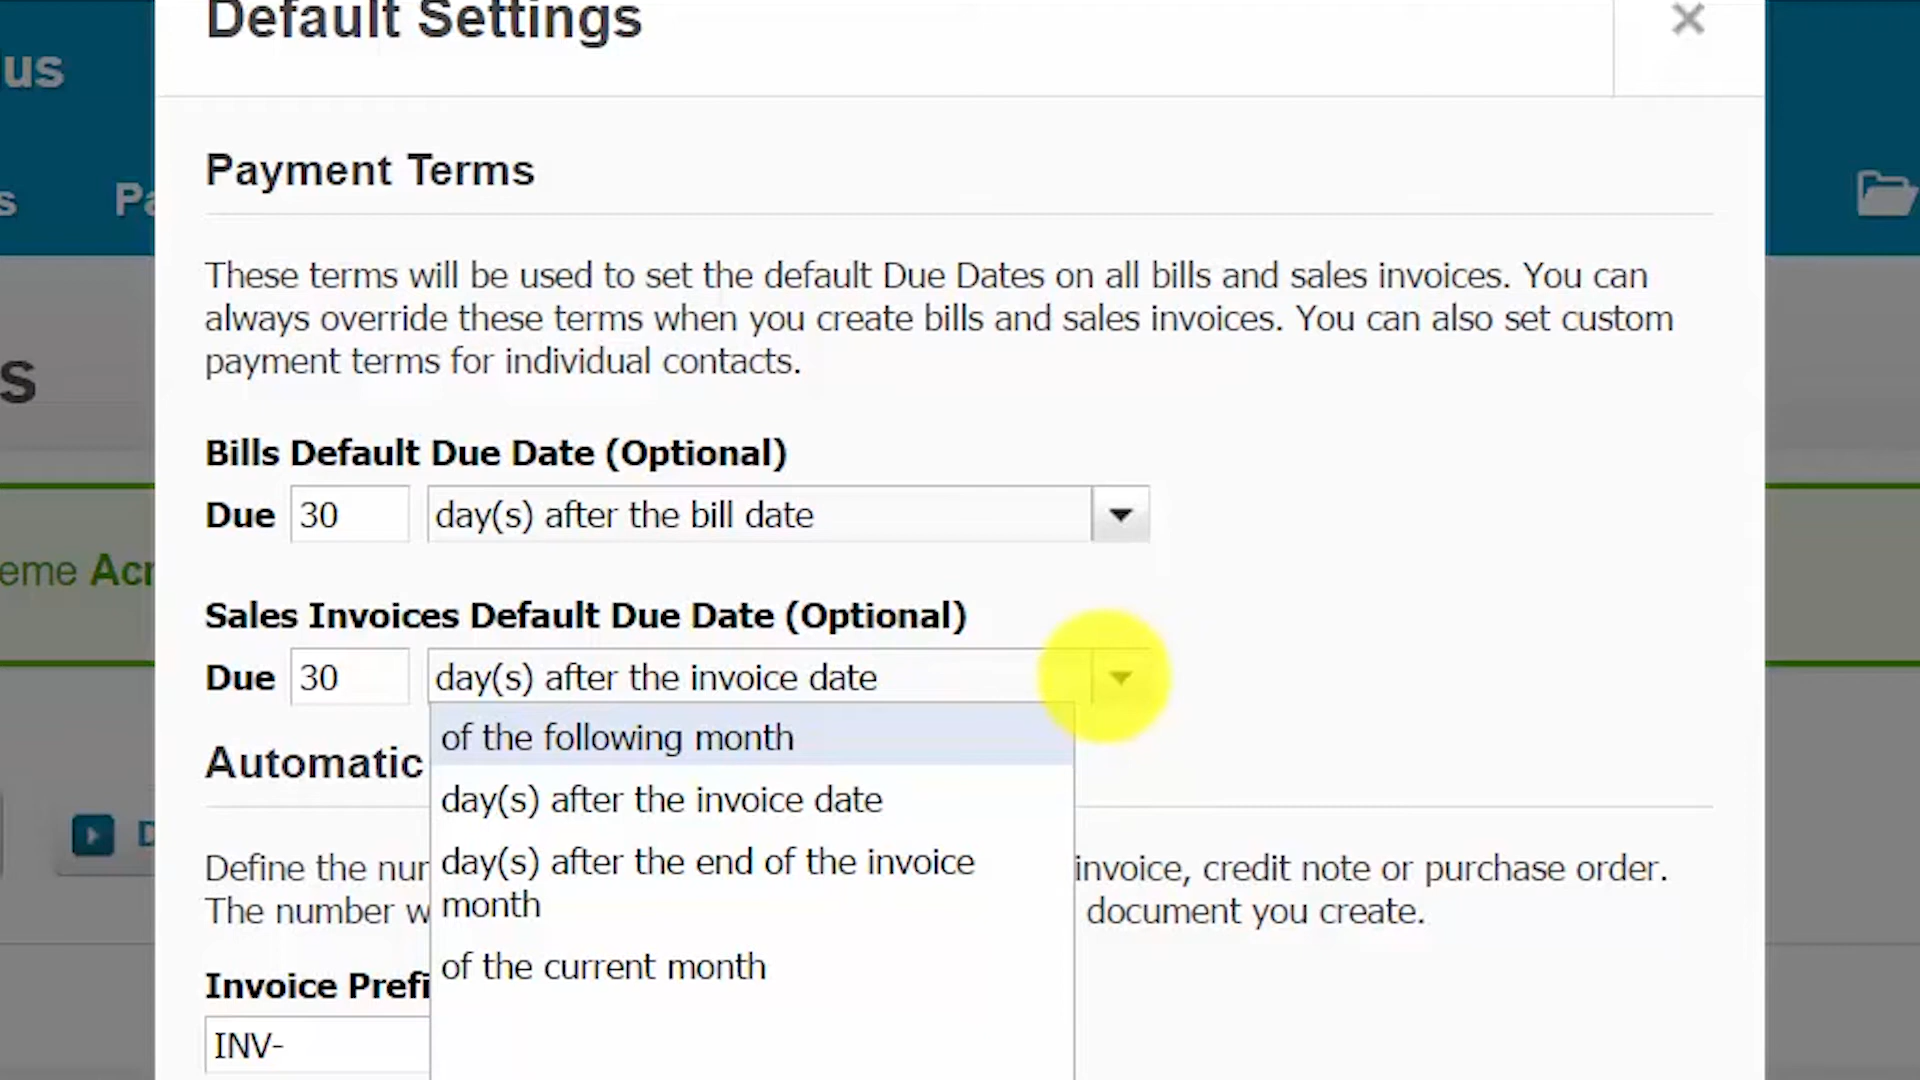 Default Settings
us
s
Pa
Payment Terms
These terms will be used to set the default Due Dates on all bills and sales invoices. You can
always override these terms when you create bills and sales invoices. You can also set custom
payment terms for individual contacts.
s
Bills Default Due Date (Optional)
Due 30 day(s) after the bill date
eme Acr
Sales Invoices Default Due Date (Optional)
Due 30 day(s) after the invoice date
of the following month
Automatic
day(s) after the invoice date
D
Define the nur
day(s) after the end of the invoice
month
invoice, credit note or purchase order.
The number w
document you create.
of the current month
Invoice Prefi
INV-